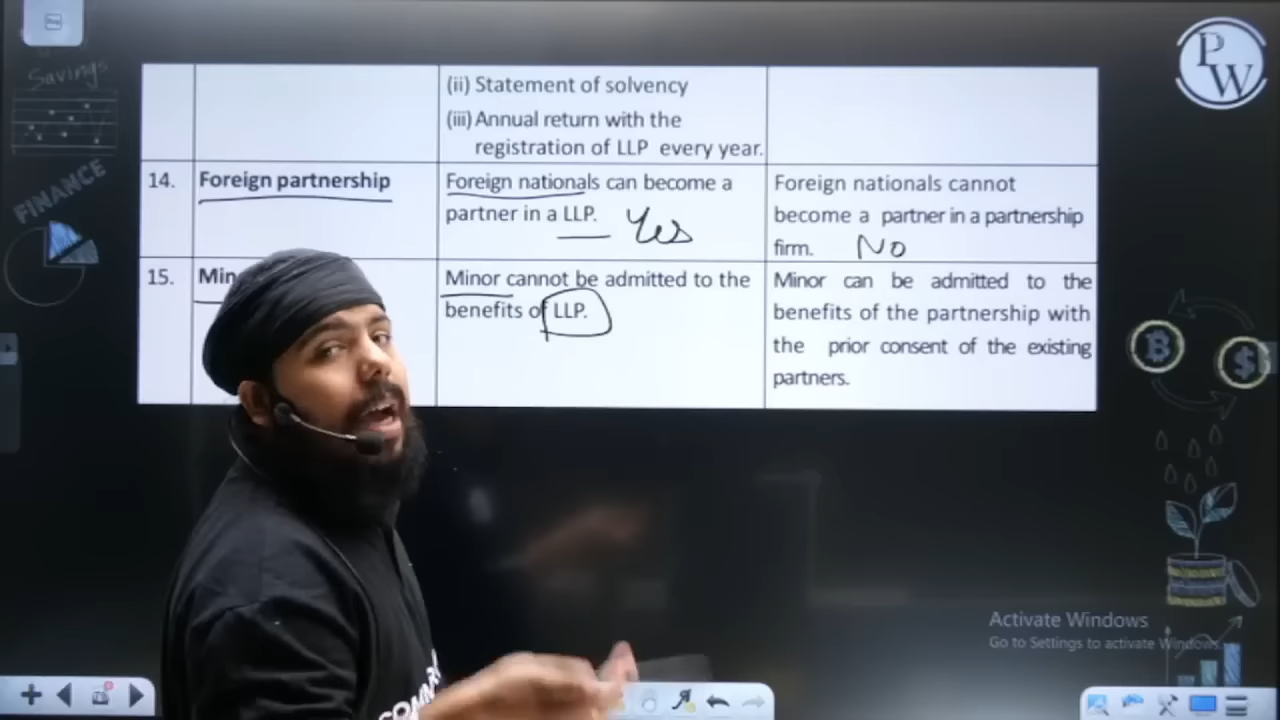 Savings
FINANCE
P
W
(ii) Statement of solvency
(iii) Annual return with the
registration of LLP every year.
14.
Foreign partnership
Foreign nationals can become a
partner in a LLP. Yes
Foreign nationals cannot
become a partner in a partnership
firm. No
15.
Min
Minor cannot be admitted to the
benefits of LLP.
Minor can be admitted to the
benefits of the partnership with
the prior consent of the existing
partners.
B
$
Activate Windows
Go to Settings to activate Windows.